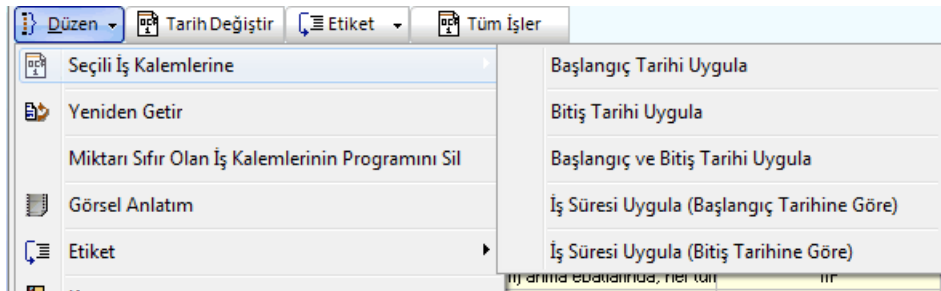 Düzen
Tarih Değiştir
Etiket
Tüm İşler
Seçili İş Kalemlerine
Yeniden Getir
Miktarı Sıfır Olan İş Kalemlerinin Programını Sil
Görsel Anlatım
Etiket
Başlangıç Tarihi Uygula
Bitiş Tarihi Uygula
Başlangıç ve Bitiş Tarihi Uygula
İş Süresi Uygula (Başlangıç Tarihine Göre)
İş Süresi Uygula (Bitiş Tarihine Göre)